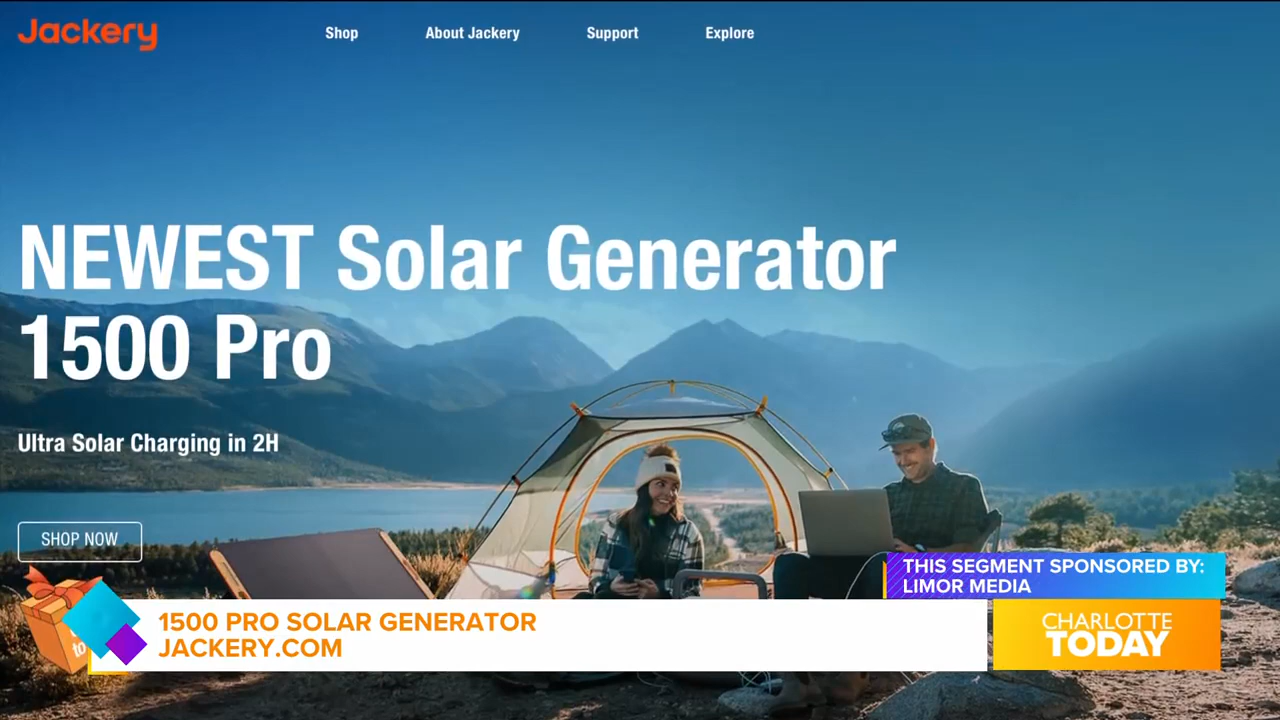 Jackery
Shop
About Jackery
Support
Explore
NEWEST Solar Generator
1500 Pro
Ultra Solar Charging in 2H
SHOP NOW
THIS SEGMENT SPONSORED BY:
LIMOR MEDIA
to
1500 PRO SOLAR GENERATOR
JACKERY.COM
CHARLOTTE
TODAY